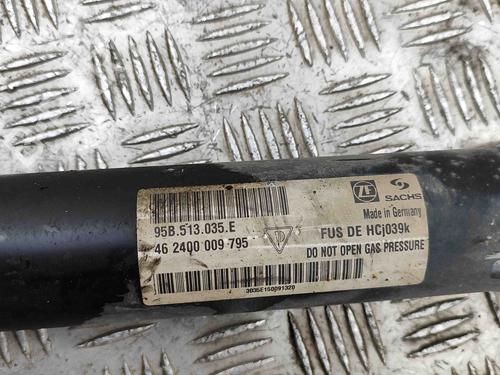 ZF SACHS
Made in Germany
95B.513.035.E
FUS DE HCj039k
46 2400 009 795
DO NOT OPEN GAS PRESSURE
3035E150091320